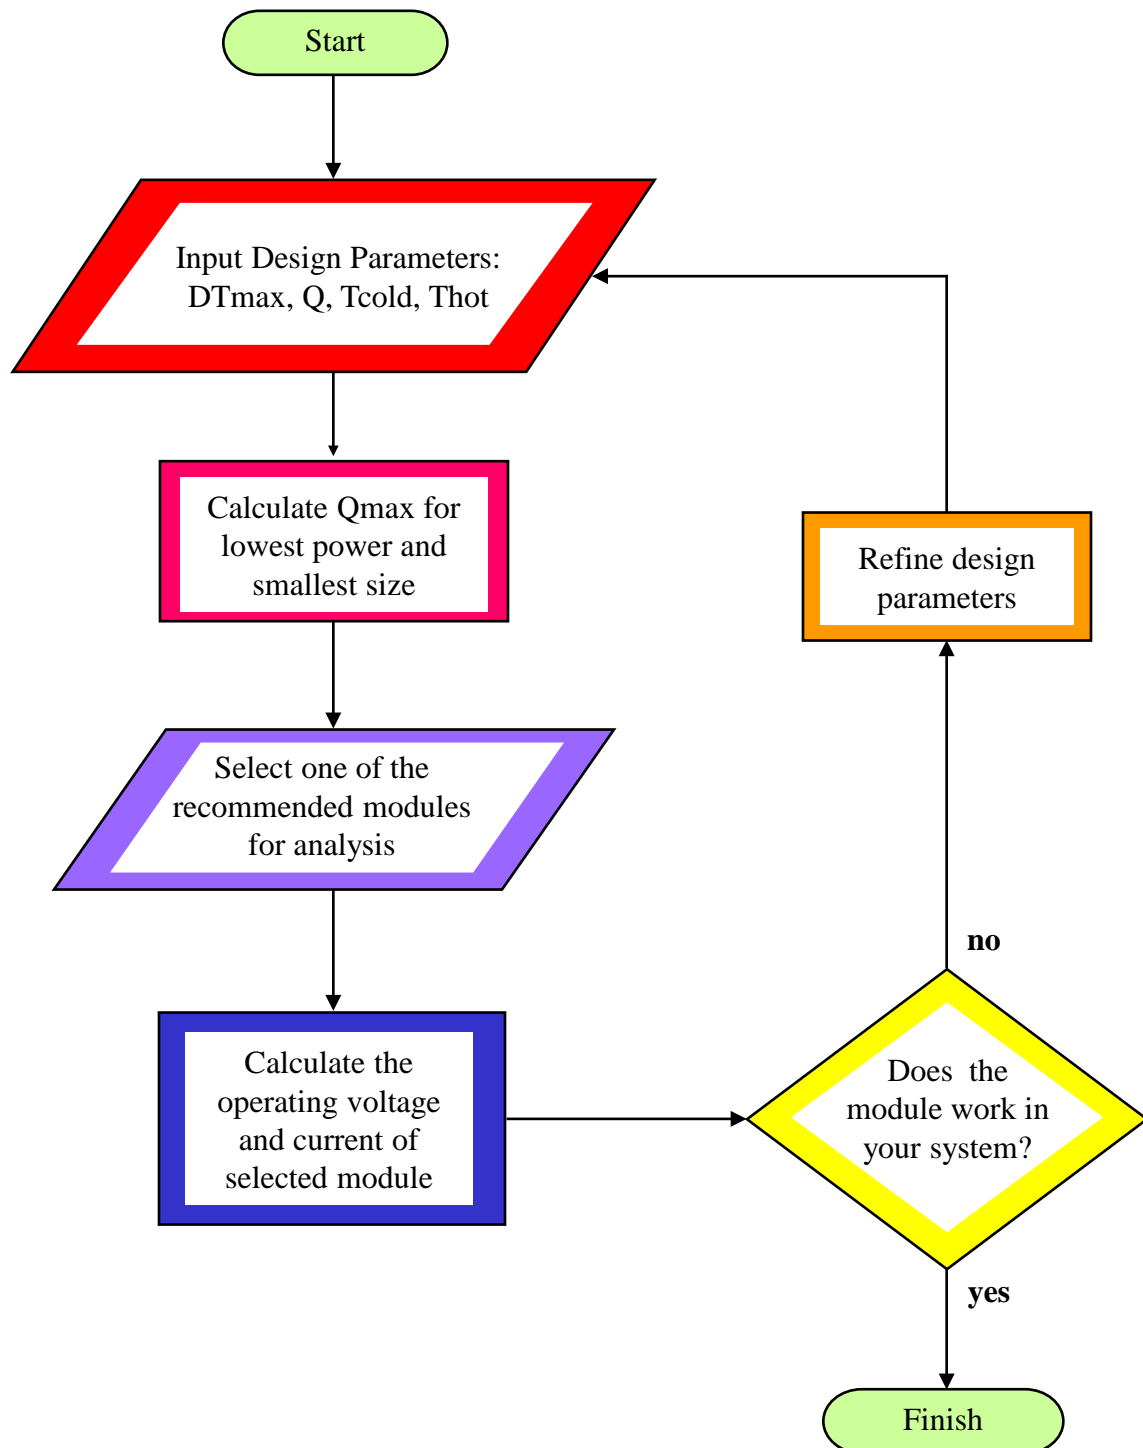 Start
Input Design Parameters:
DTmax, Q, Tcold, Thot
Calculate Qmax for
lowest power and
smallest size
Select one of the
recommended modules
for analysis
Calculate the
operating voltage
and current of
selected module
Does the
module work in
your system?
no
Refine design
parameters
yes
Finish